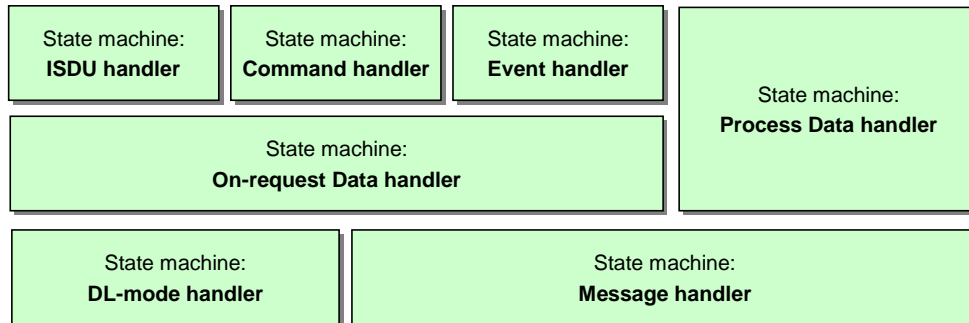 State machine:
ISDU handler
State machine:
Command handler
State machine:
Event handler
State machine:
Process Data handler
State machine:
On-request Data handler
State machine:
DL-mode handler
State machine:
Message handler